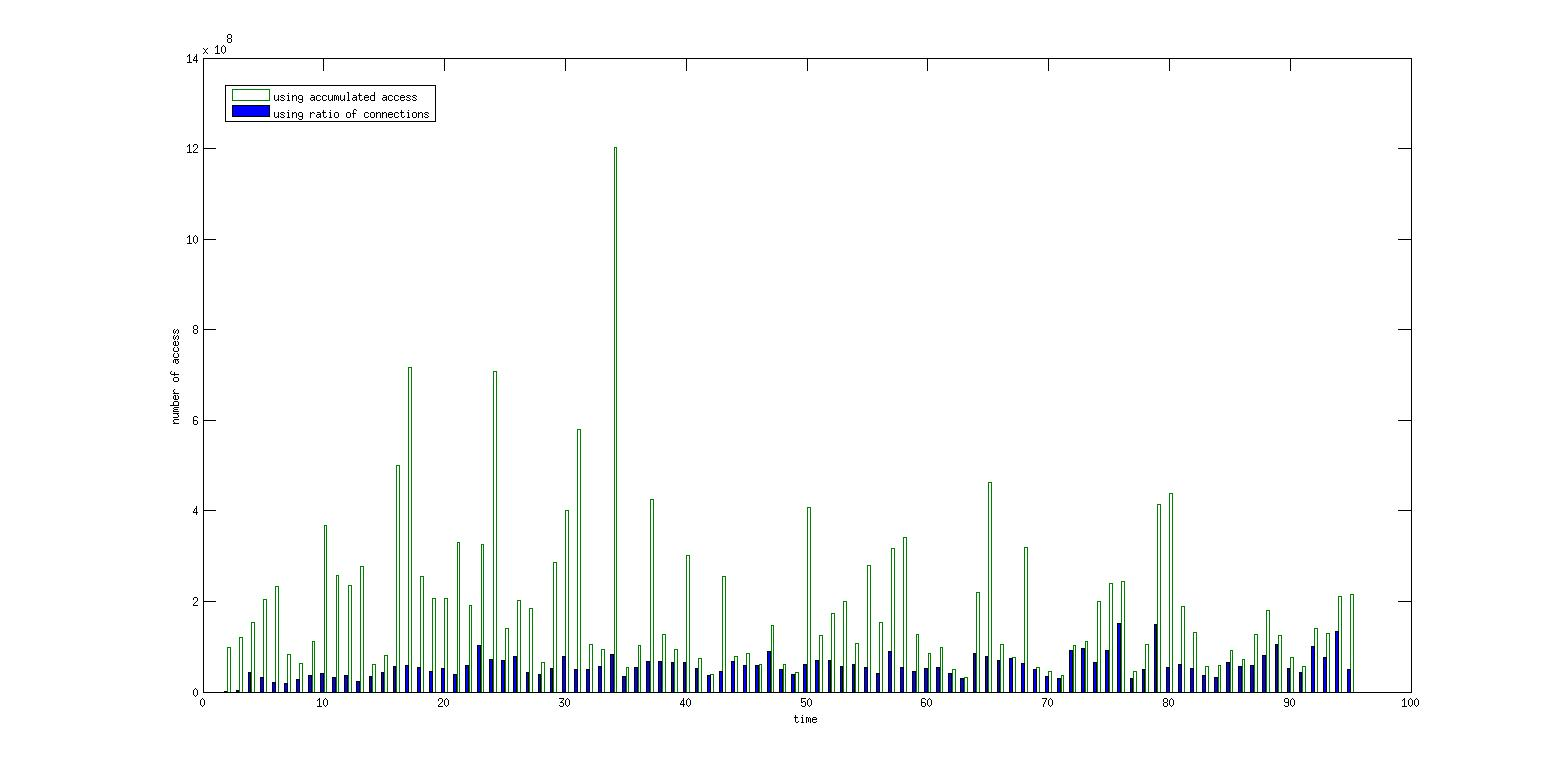 x 10 8
14
using accumulated access
using ratio of connections
12
10
8
number of access
6
4
2
0
0 10 20 30 40 50 60 70 80 90 100
time